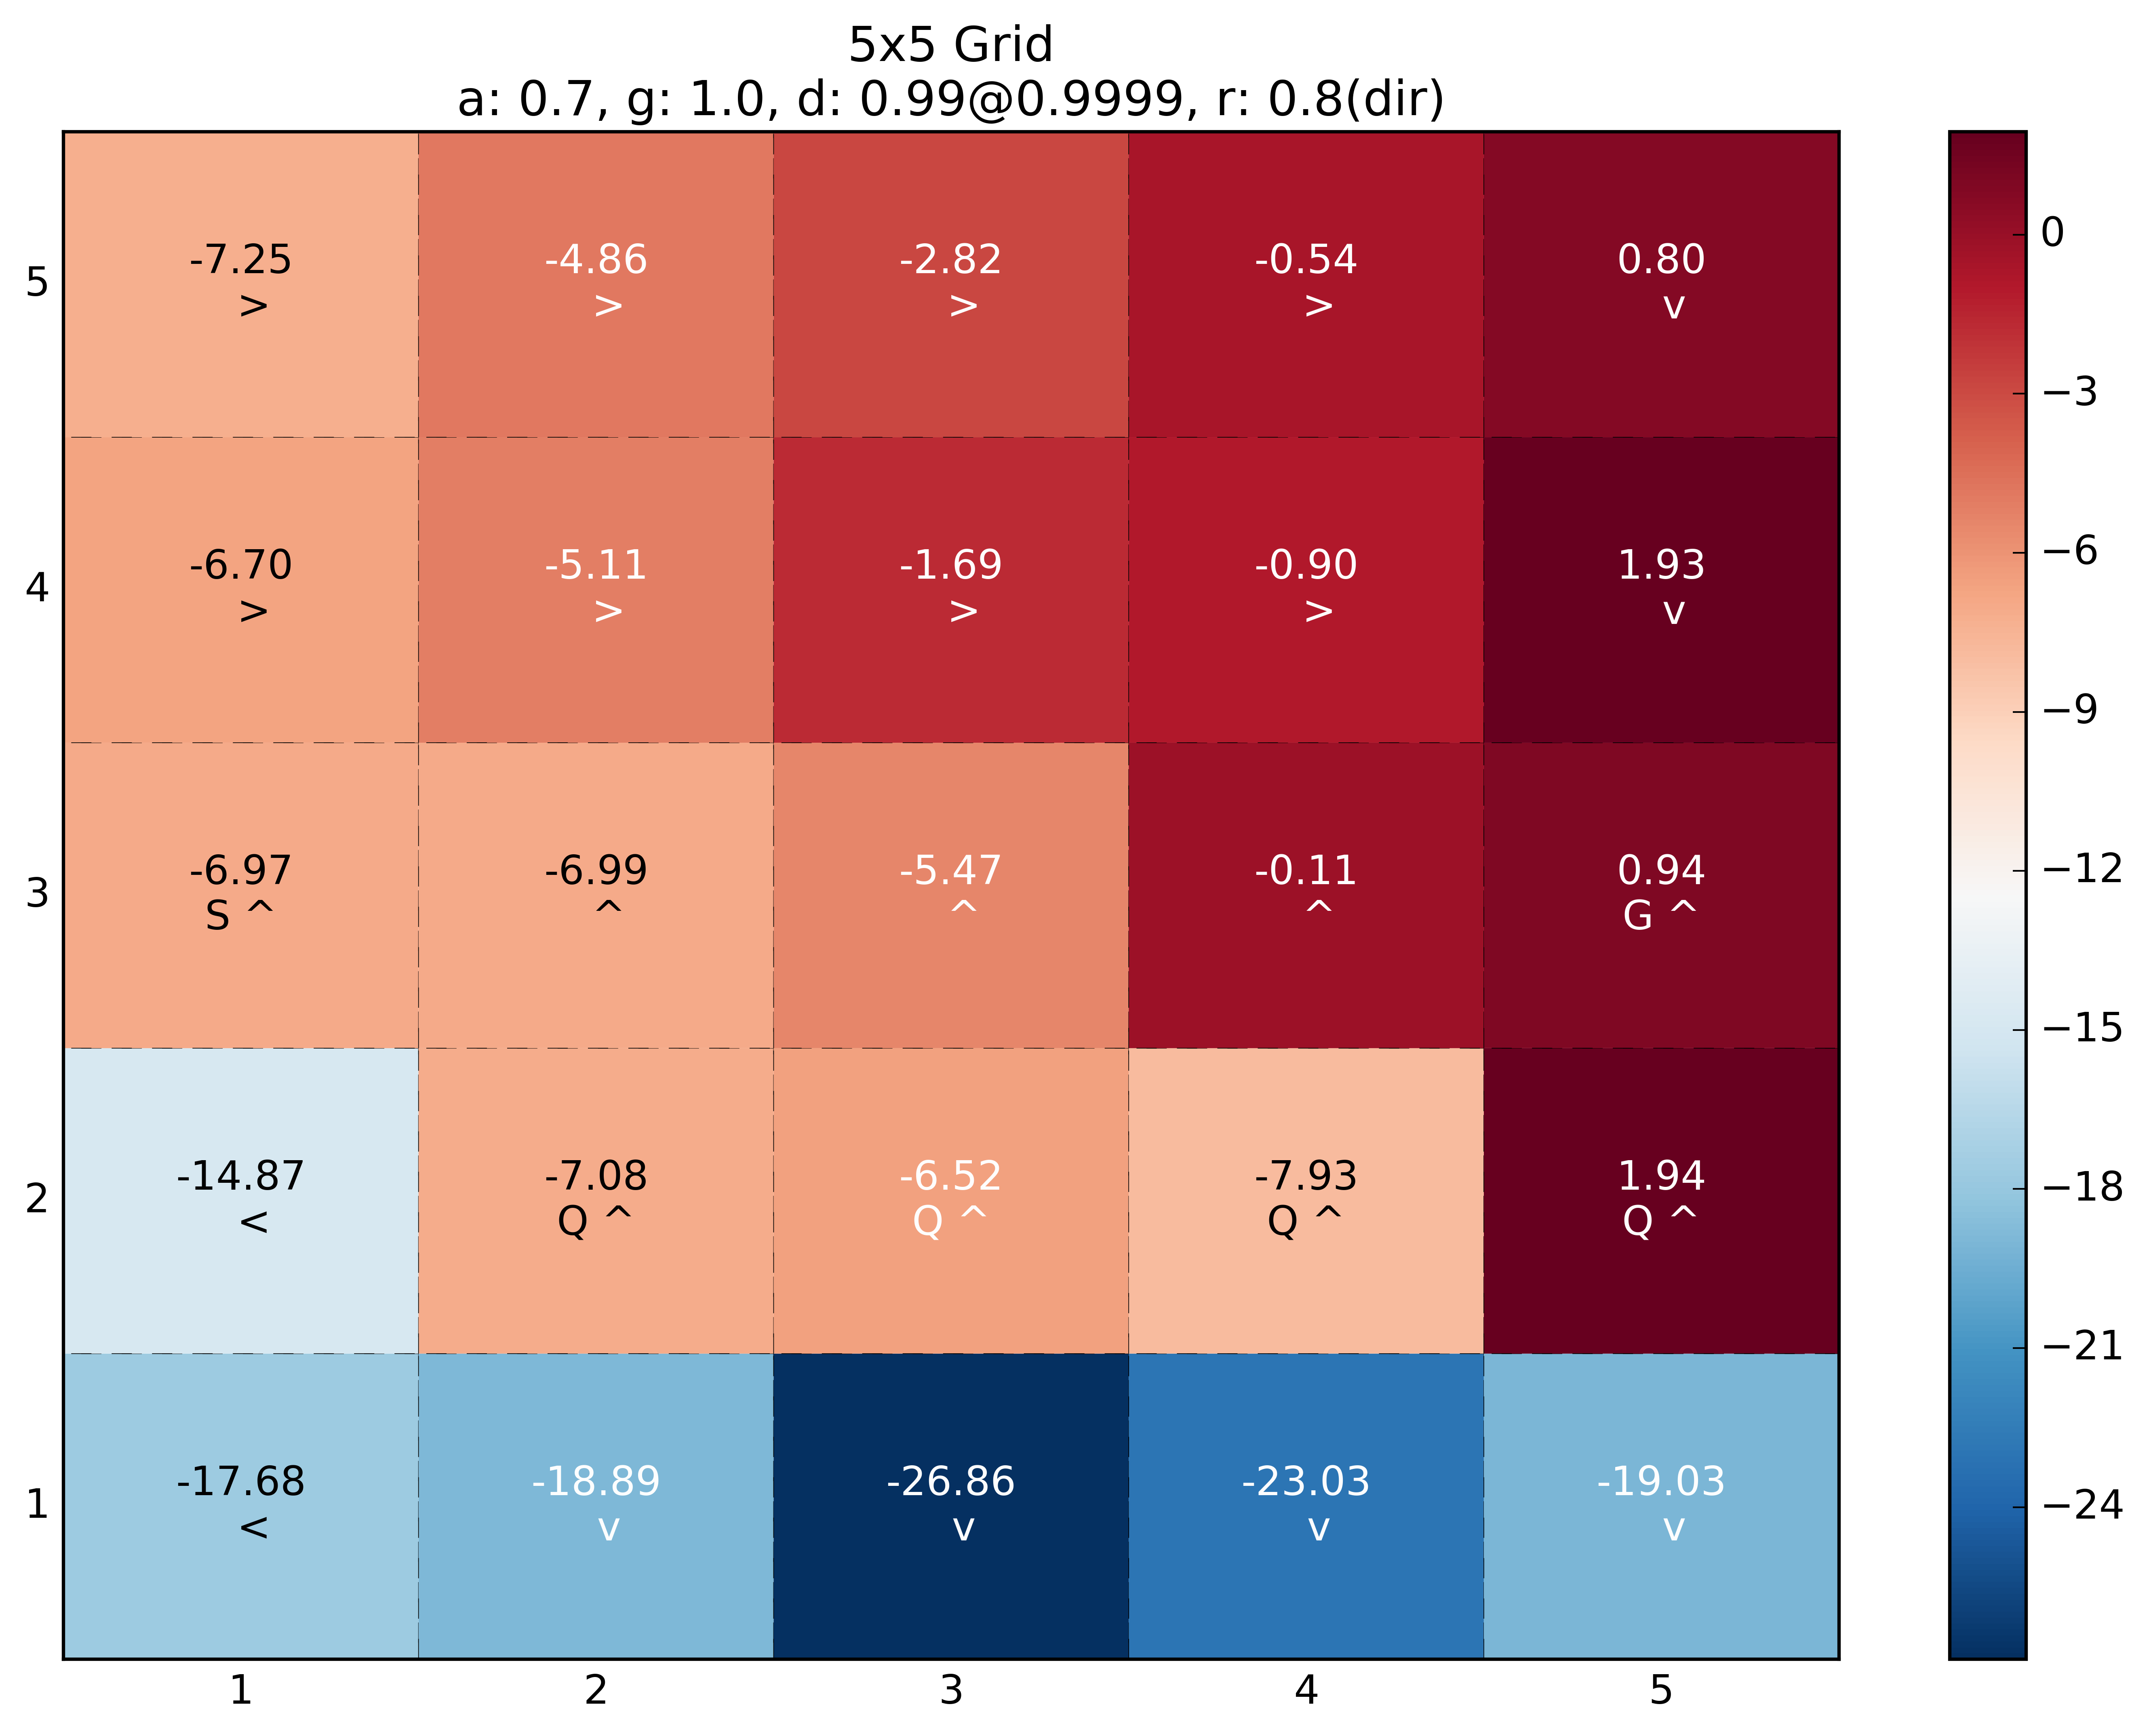 5x5 Grid
a: 0.7, g: 1.0, d: 0.99@0.9999, r: 0.8(dir)
5 -7.25 -4.86 -2.82 -0.54 0.80
> > > > v
4 -6.70 -5.11 -1.69 -0.90 1.93
> > > > v
3 -6.97 -6.99 -5.47 -0.11 0.94
S ^ ^ ^ ^ G ^
2 -14.87 -7.08 -6.52 -7.93 1.94
< Q ^ Q ^ Q ^ Q ^
1 -17.68 -18.89 -26.86 -23.03 -19.03
< v v v v
1 2 3 4 5
0
−3
−6
−9
−12
−15
−18
−21
−24